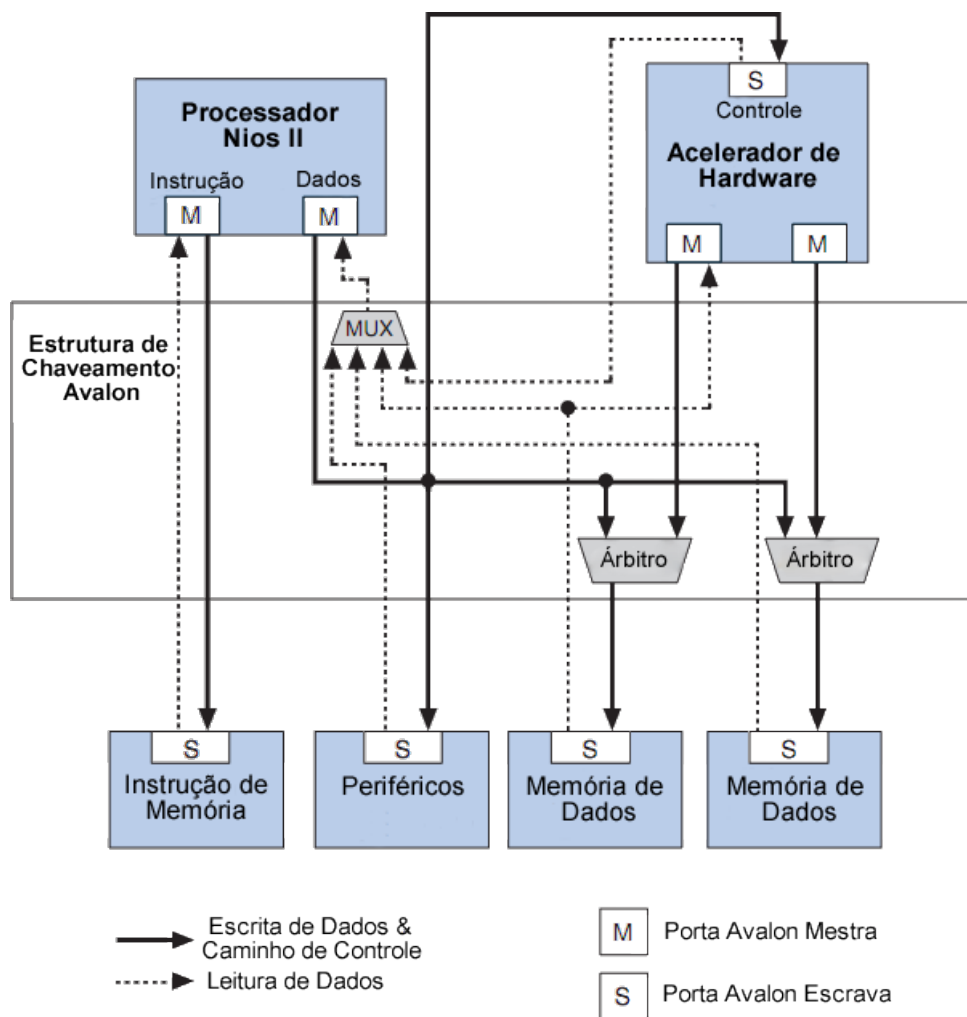 S
Controle
Acelerador de
Hardware
M
M
Processador
Nios II
Instrução
Dados
M
M
MUX
Estrutura de
Chaveamento
Avalon
Árbitro
Árbitro
S
Instrução de
Memória
S
Periféricos
S
Memória de
Dados
S
Memória de
Dados
Escrita de Dados &
Caminho de Controle
Leitura de Dados
M
Porta Avalon Mestra
S
Porta Avalon Escrava